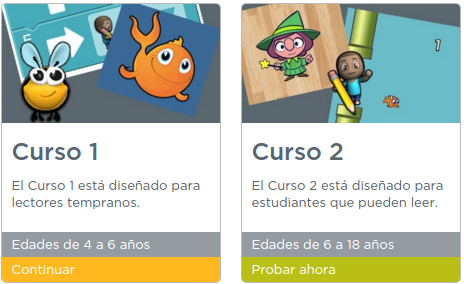 1
Curso 1
El Curso 1 está diseñado para
lectores tempranos.
Edades de 4 a 6 años
Continuar
Curso 2
El Curso 2 está diseñado para
estudiantes que pueden leer.
Edades de 6 a 18 años
Probar ahora